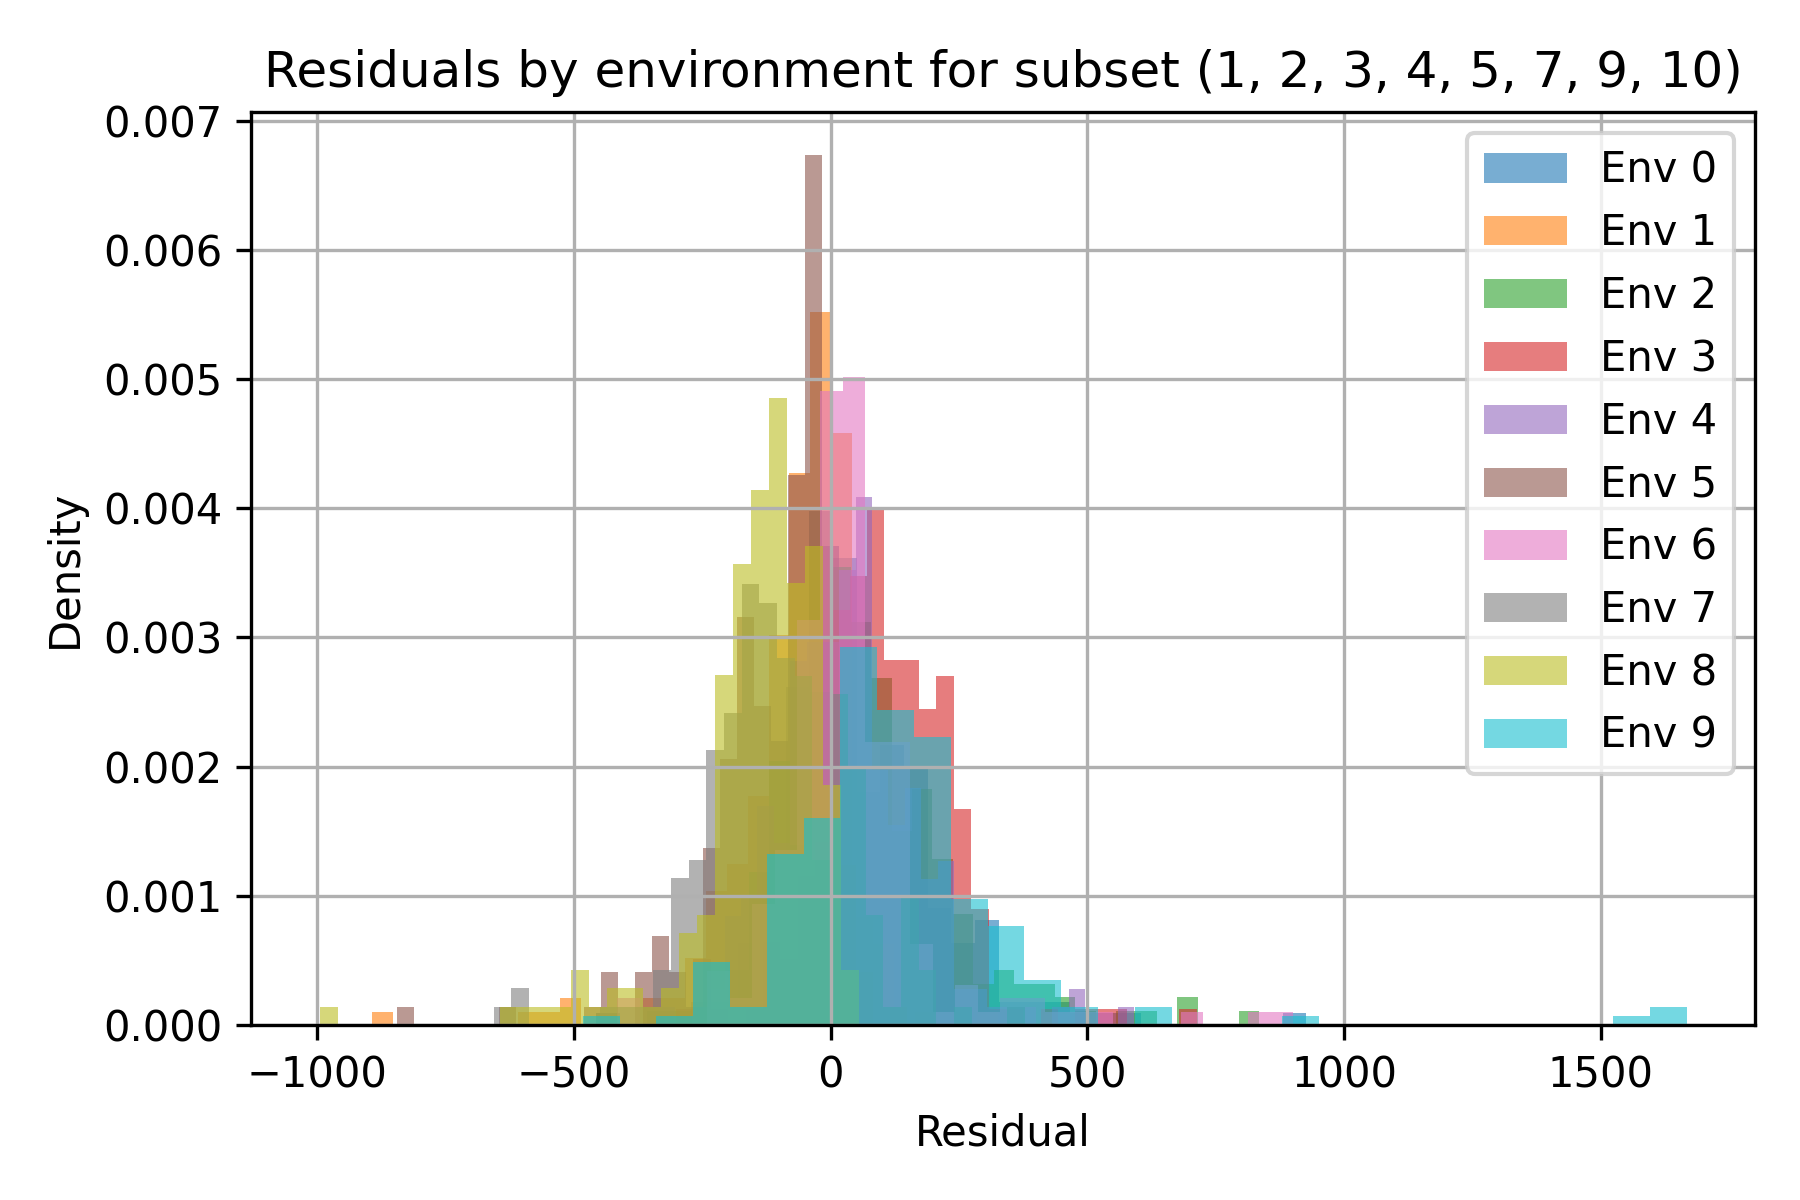 Residuals by environment for subset (1, 2, 3, 4, 5, 7, 9, 10)
0.007
0.006
0.005
0.004
0.003
0.002
0.001
0.000
Density
−1000
−500
0
500
1000
1500
Residual
Env 0
Env 1
Env 2
Env 3
Env 4
Env 5
Env 6
Env 7
Env 8
Env 9